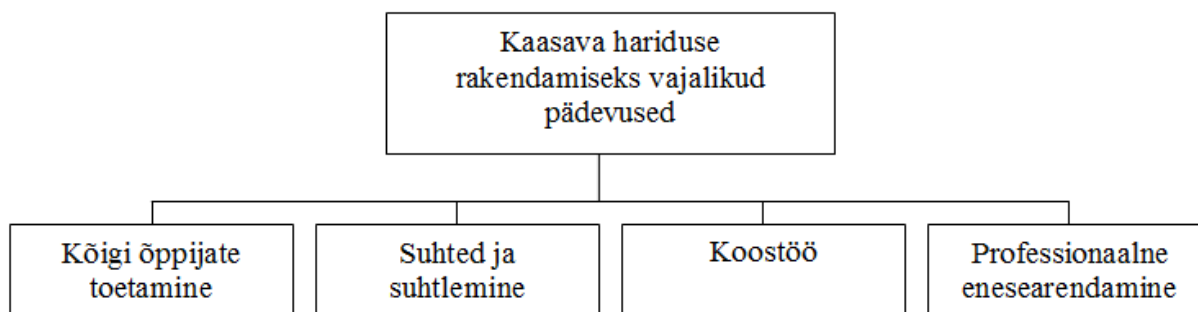 Kaasava hariduse
rakendamiseks vajalikud
pädevused
Kõigi õppijate
toetamine
Suhted ja
suhtlemine
Koostöö
Professionaalne
enesearendamine